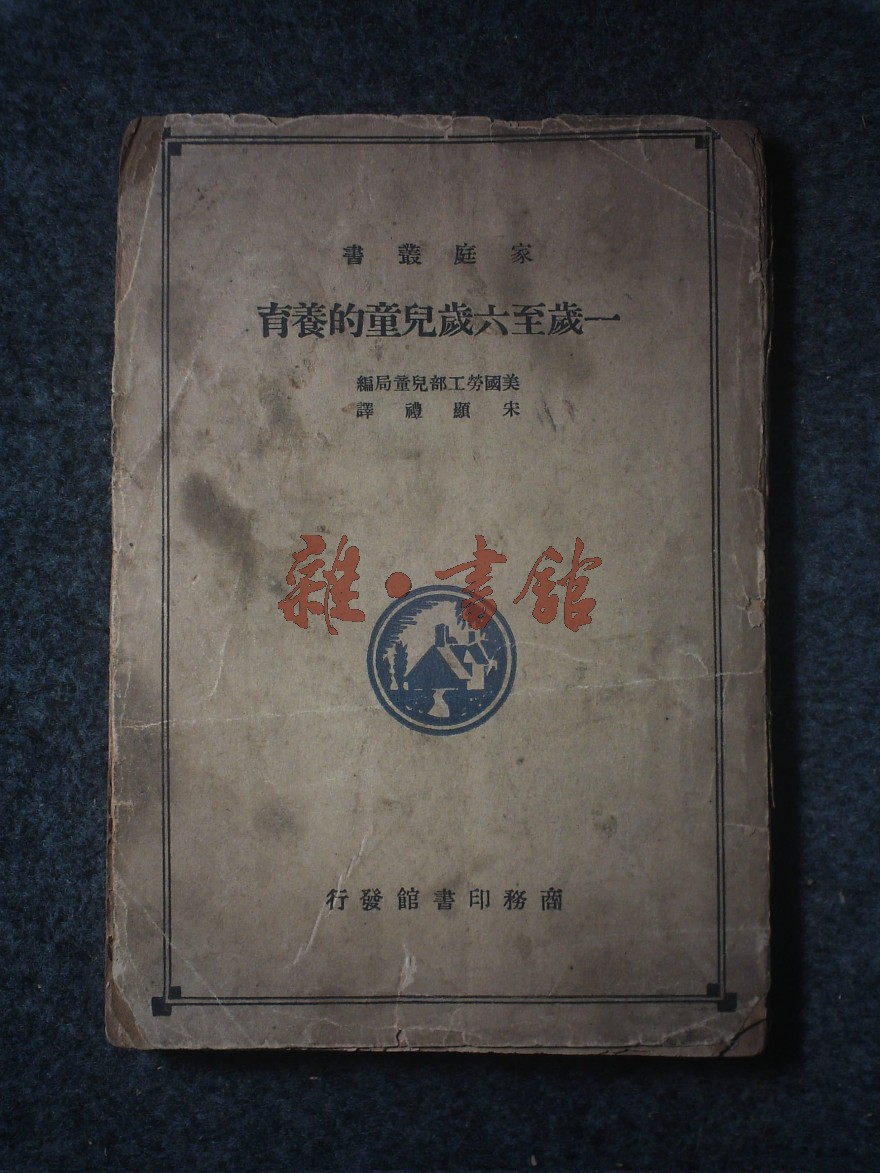 家庭叢書
一歲至六歲兒童的養育
美國勞工部兒童局編
宋顯禮譯
雜·書館
商務印書館發行